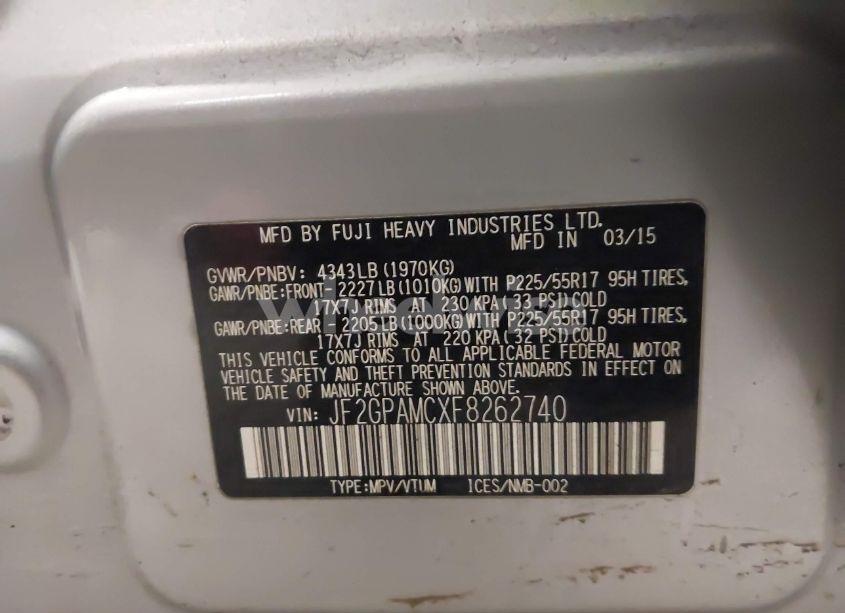 MFD BY FUJI HEAVY INDUSTRIES LTD.
MFD IN 03/15
GVWR/PNBV: 4343LB (1970KG)
GAWR/PNBE:FRONT- 2227LB (1010KG) WITH P225/55R17 95H TIRES,
17X7J RIMS AT 230 KPA (33 PSI) COLD
GAWR/PNBE:REAR 2205LB (1000KG) WITH P225/55R17 95H TIRES,
17X7J RIMS AT 220 KPA (32 PSI) COLD
THIS VEHICLE CONFORMS TO ALL APPLICABLE FEDERAL MOTOR
VEHICLE SAFETY AND THEFT PREVENTION STANDARDS IN EFFECT ON
THE DATE OF MANUFACTURE SHOWN ABOVE.
VIN: JF2GPAMCXF8262740
TYPE:MPV/VTUM ICES/NMB-002